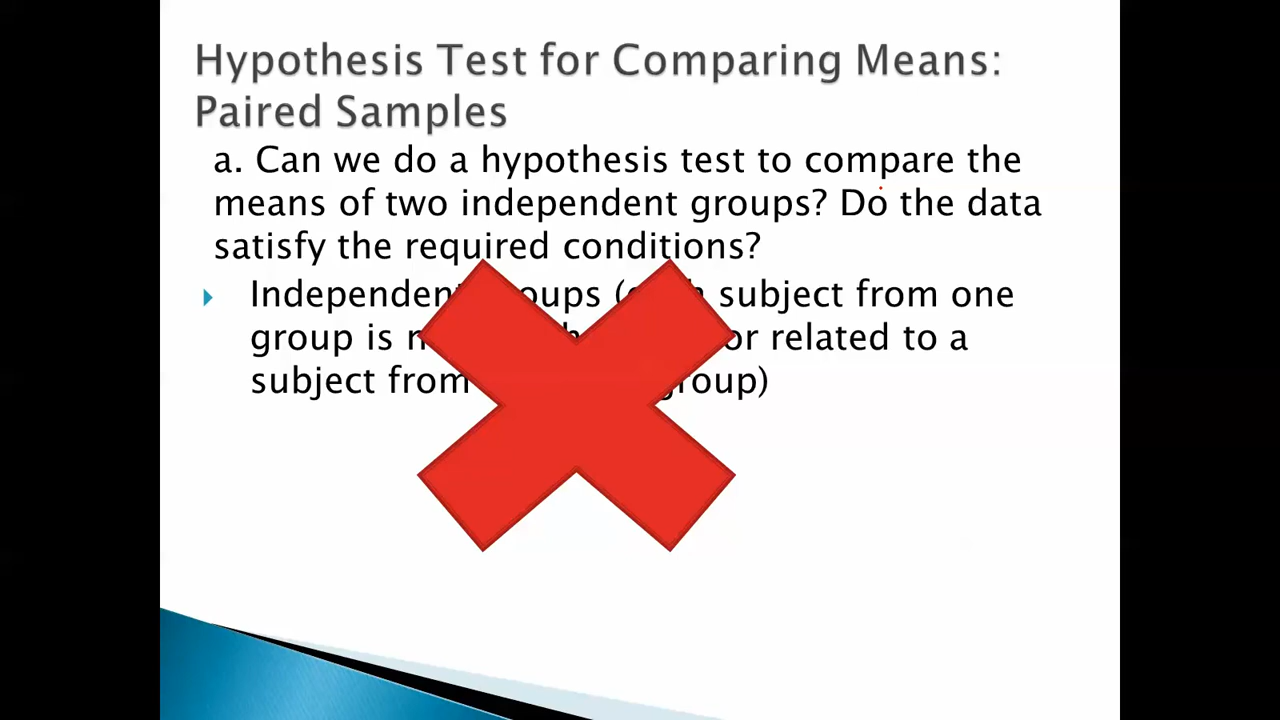 Hypothesis Test for Comparing Means:
Paired Samples
a. Can we do a hypothesis test to compare the
means of two independent groups? Do the data
satisfy the required conditions?
Independent groups ( subject from one
group is or related to a
subject from group)